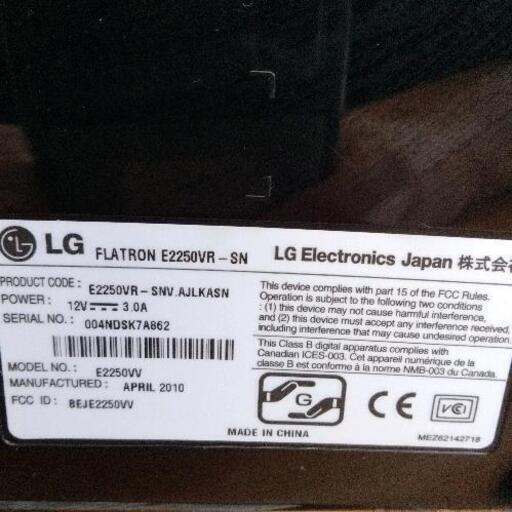 LG FLATRON E2250VR-SN LG Electronics Japan 株式会
PRODUCT CODE : E2250VR-SNV.AJLKASN
POWER : 12V 3.0A
SERIAL NO. : 004NDSK7A862
MODEL NO. : E2250VV
MANUFACTURED : APRIL 2010
FCC ID : BEJE2250VV
This device complies with part 15 of the FCC Rules.
Operation is subject to the following two conditions
: (1) this device may not cause harmful interference,
and (2) this device must accept any interference received,
including interference that may cause undesired operation.
This Class B digital apparatus complies with
Canadian ICES-003. Cet appareil numérique de la
classe B est conforme à la norme NMB-003 du Canada.
G
CE
VCI
MADE IN CHINA
MEZ62142718